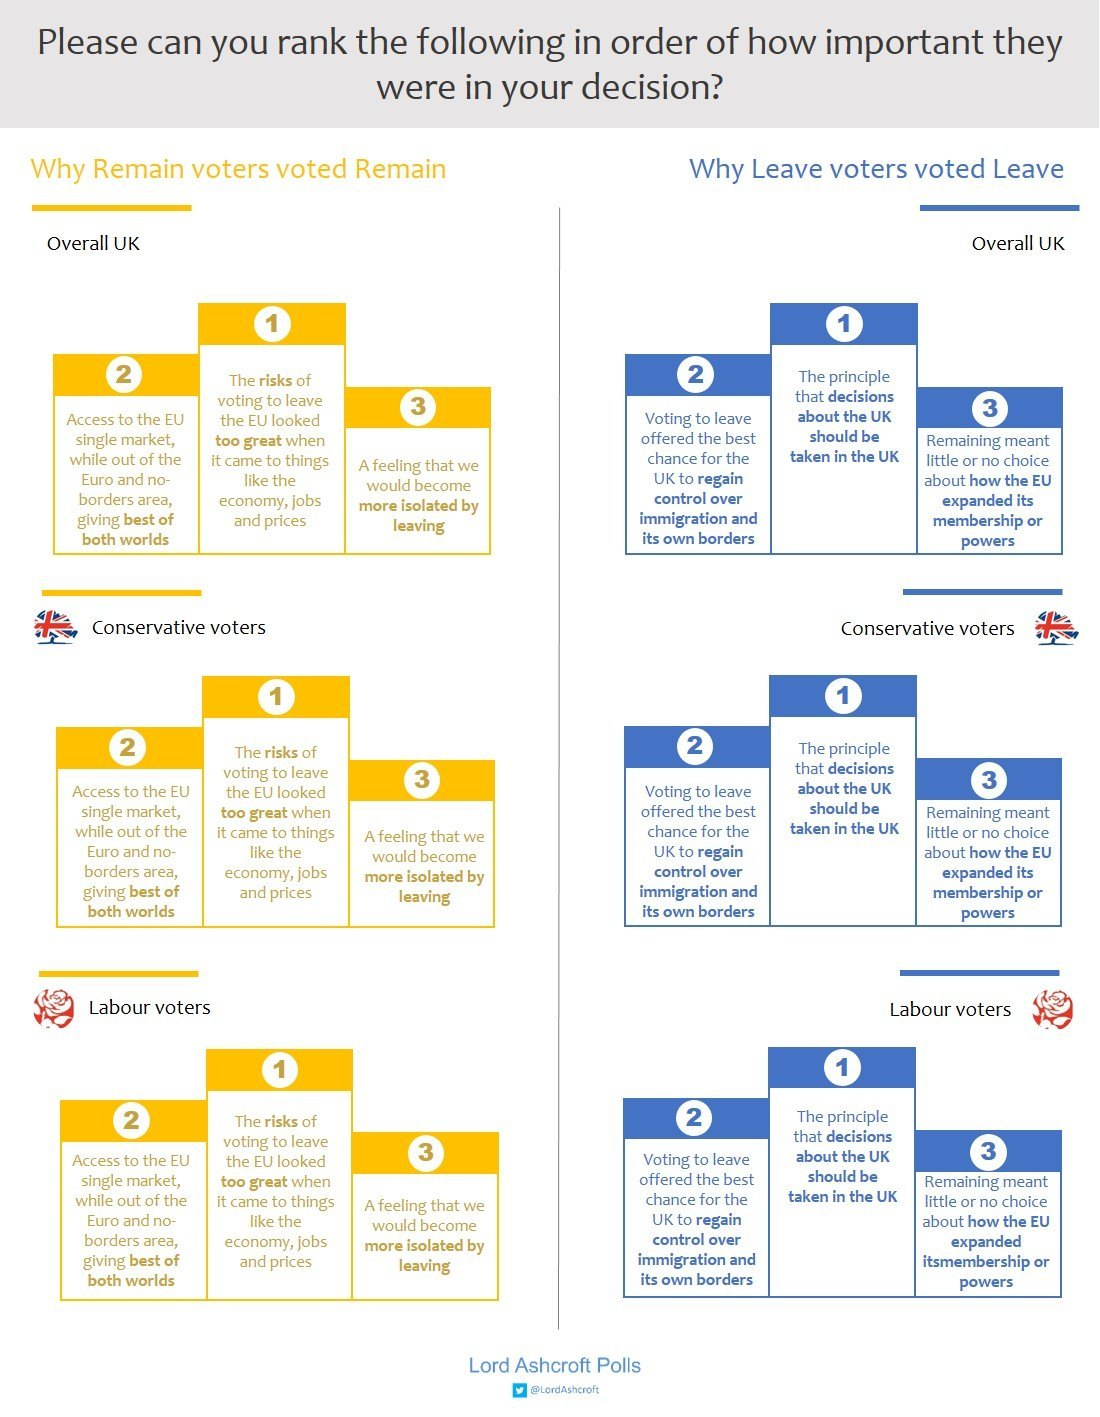 Please can you rank the following in order of how important they
were in your decision?
Why Remain voters voted Remain
Overall UK
2
Access to the EU
single market,
while out of the
Euro and no-
borders area,
giving best of
both worlds
1
The risks of
voting to leave
the EU looked
too great when
it came to things
like the
economy, jobs
and prices
3
A feeling that we
would become
more isolated by
leaving
Conservative voters
2
Access to the EU
single market,
while out of the
Euro and no-
borders area,
giving best of
both worlds
1
The risks of
voting to leave
the EU looked
too great when
it came to things
like the
economy, jobs
and prices
3
A feeling that we
would become
more isolated by
leaving
Labour voters
2
Access to the EU
single market,
while out of the
Euro and no-
borders area,
giving best of
both worlds
1
The risks of
voting to leave
the EU looked
too great when
it came to things
like the
economy, jobs
and prices
3
A feeling that we
would become
more isolated by
leaving
Why Leave voters voted Leave
Overall UK
2
Voting to leave
offered the best
chance for the
UK to regain
control over
immigration and
its own borders
1
The principle
that decisions
about the UK
should be
taken in the UK
3
Remaining meant
little or no choice
about how the EU
expanded its
membership or
powers
Conservative voters
2
Voting to leave
offered the best
chance for the
UK to regain
control over
immigration and
its own borders
1
The principle
that decisions
about the UK
should be
taken in the UK
3
Remaining meant
little or no choice
about how the EU
expanded its
membership or
powers
Labour voters
2
Voting to leave
offered the best
chance for the
UK to regain
control over
immigration and
its own borders
1
The principle
that decisions
about the UK
should be
taken in the UK
3
Remaining meant
little or no choice
about how the EU
expanded
itsmembership or
powers
Lord Ashcroft Polls
@LordAshcroft